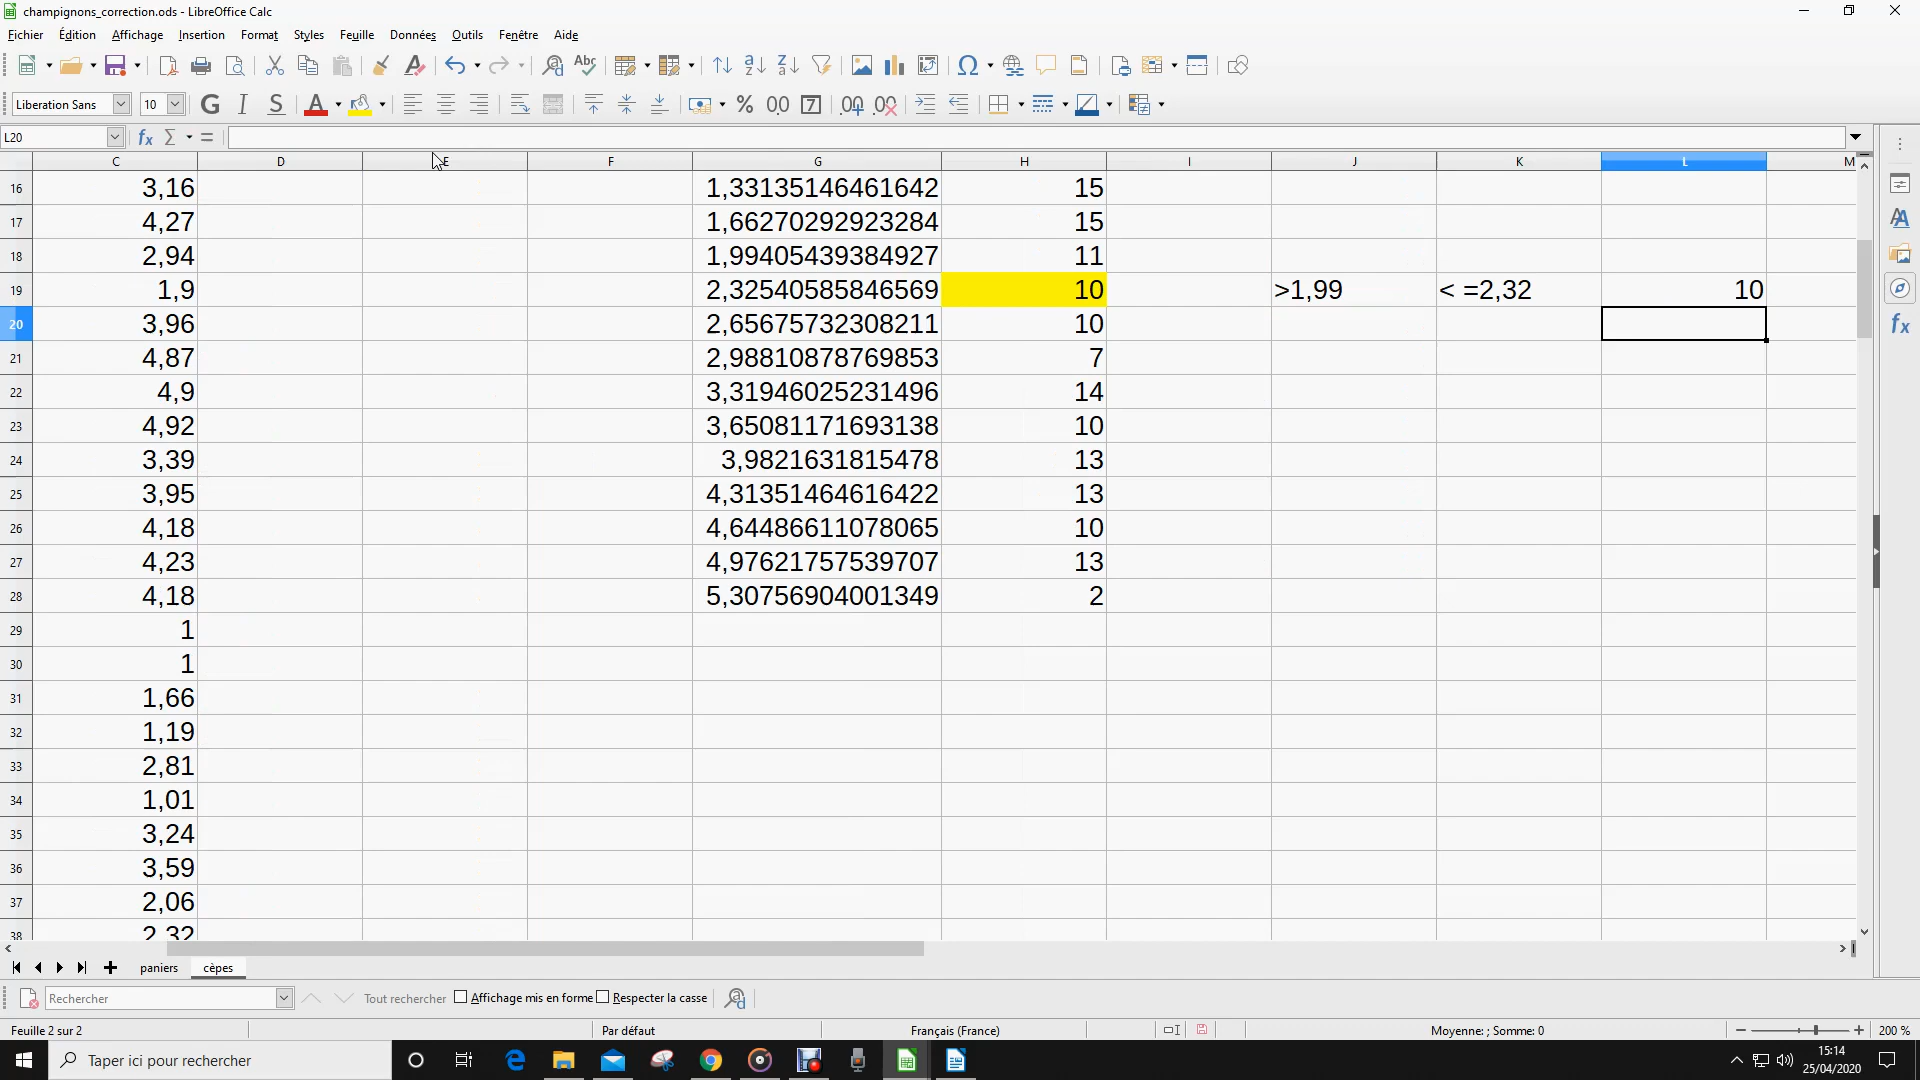 champignons_correction.ods - LibreOffice Calc
Fichier Édition Affichage Insertion Format Styles Feuille Données Outils Fenêtre Aide
Liberation Sans 10 G I S
L20
C D E F G H I J K L M
16 3,16 1,33135146461642 15
17 4,27 1,66270292923284 15
18 2,94 1,99405439384927 11
19 1,9 2,32540585846569 10 >1,99 < =2,32 10
20 3,96 2,65675732308211 10
21 4,87 2,98810878769853 7
22 4,9 3,31946025231496 14
23 4,92 3,65081171693138 10
24 3,39 3,9821631815478 13
25 3,95 4,31351464616422 13
26 4,18 4,64486611078065 10
27 4,23 4,97621757539707 13
28 4,18 5,30756904001349 2
29 1
30 1
31 1,66
32 1,19
33 2,81
34 1,01
35 3,24
36 3,59
37 2,06
38 2,32
paniers cèpes
Rechercher Tout rechercher Affichage mis en forme Respecter la casse
Feuille 2 sur 2 Par défaut Français (France) Moyenne: ; Somme: 0 200 %
Taper ici pour rechercher 15:14
25/04/2020